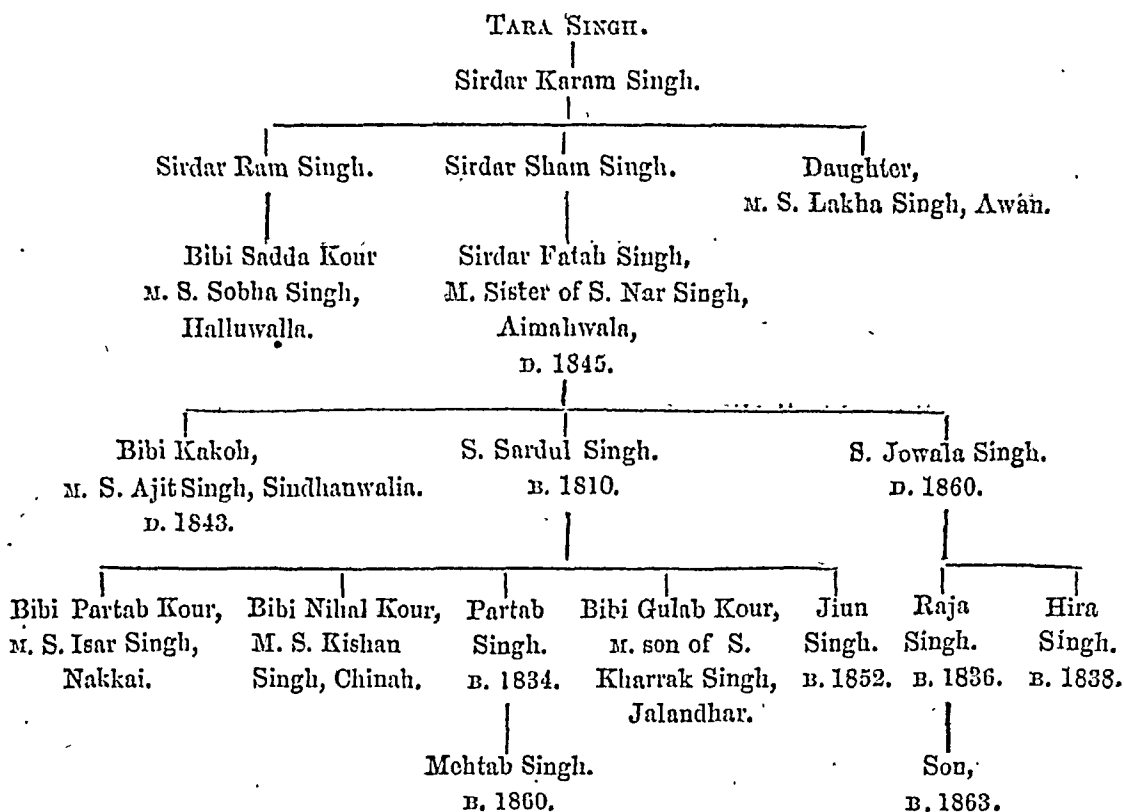 TARA SINGH.
Sirdar Karam Singh.
Sirdar Ram Singh. Sirdar Sham Singh. Daughter,
M. S. Lakha Singh, Awán.
Bibi Sadda Kour Sirdar Fatah Singh,
M. S. Sobha Singh, M. Sister of S. Nar Singh,
Halluwalla. Aimahwala,
D. 1845.
Bibi Kakoh, S. Sardul Singh. S. Jowala Singh.
M. S. Ajit Singh, Sindhanwalia. B. 1810. D. 1860.
D. 1843.
Bibi Partab Kour, Bibi Nihal Kour, Partab Bibi Gulab Kour, Jiun Raja Hira
M. S. Isar Singh, M. S. Kishan Singh. M. son of S. Singh. Singh. Singh.
Nakkai. Singh, Chinah. B. 1834. Kharrak Singh, B. 1852. B. 1836. B. 1838.
Jalandhar.
Mehtab Singh. Son,
B. 1860. B. 1863.